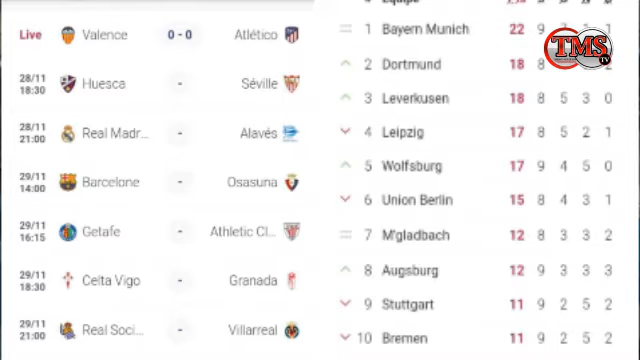 Live Valence 0 - 0 Atlético
28/11 18:30 Huesca - Séville
28/11 21:00 Real Madr... - Alavés
29/11 14:00 Barcelone - Osasuna
29/11 16:15 Getafe - Athletic Cl...
29/11 18:30 Celta Vigo - Granada
29/11 21:00 Real Soci... - Villarreal
1 Bayern Munich 22 9 1
2 Dortmund 18 8
3 Leverkusen 18 8 5 3 0
4 Leipzig 17 8 5 2 1
5 Wolfsburg 17 9 4 5 0
6 Union Berlin 15 8 4 3 1
7 M'gladbach 12 8 3 3 2
8 Augsburg 12 9 3 3 3
9 Stuttgart 11 9 2 5 2
10 Bremen 11 9 2 5 2
TMS
TV